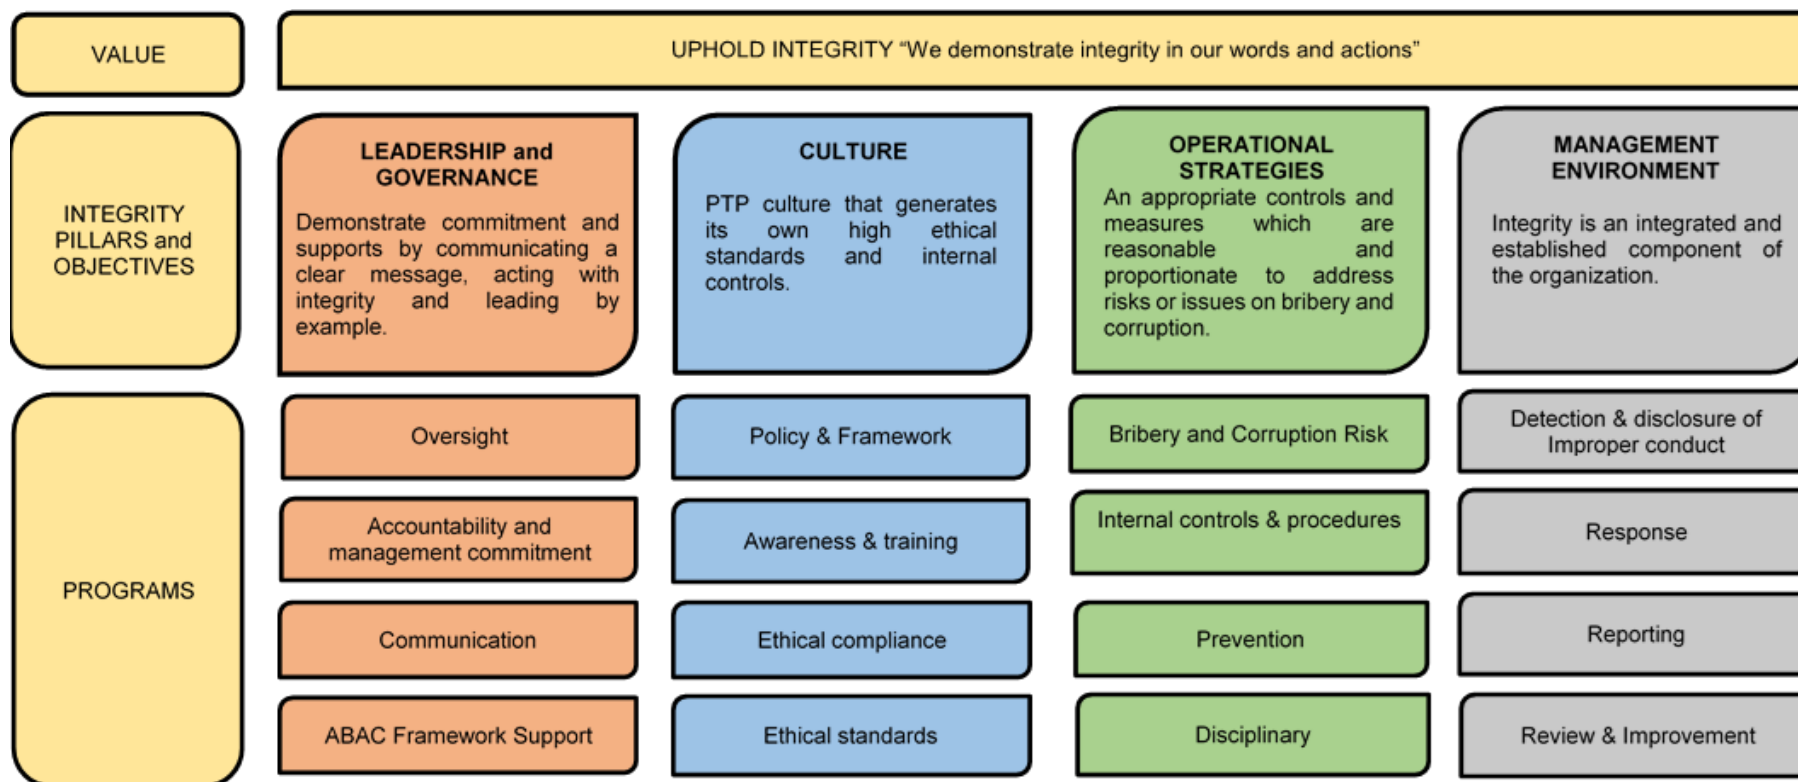 VALUE
UPHOLD INTEGRITY “We demonstrate integrity in our words and actions”
INTEGRITY
PILLARS and
OBJECTIVES
LEADERSHIP and
GOVERNANCE
Demonstrate commitment and
supports by communicating a
clear message, acting with
integrity and leading by
example.
CULTURE
PTP culture that generates
its own high ethical
standards and internal
controls.
OPERATIONAL
STRATEGIES
An appropriate controls and
measures which are
reasonable and
proportionate to address
risks or issues on bribery and
corruption.
MANAGEMENT
ENVIRONMENT
Integrity is an integrated and
established component of
the organization.
PROGRAMS
Oversight
Policy & Framework
Bribery and Corruption Risk
Detection & disclosure of
Improper conduct
Accountability and
management commitment
Awareness & training
Internal controls & procedures
Response
Communication
Ethical compliance
Prevention
Reporting
ABAC Framework Support
Ethical standards
Disciplinary
Review & Improvement